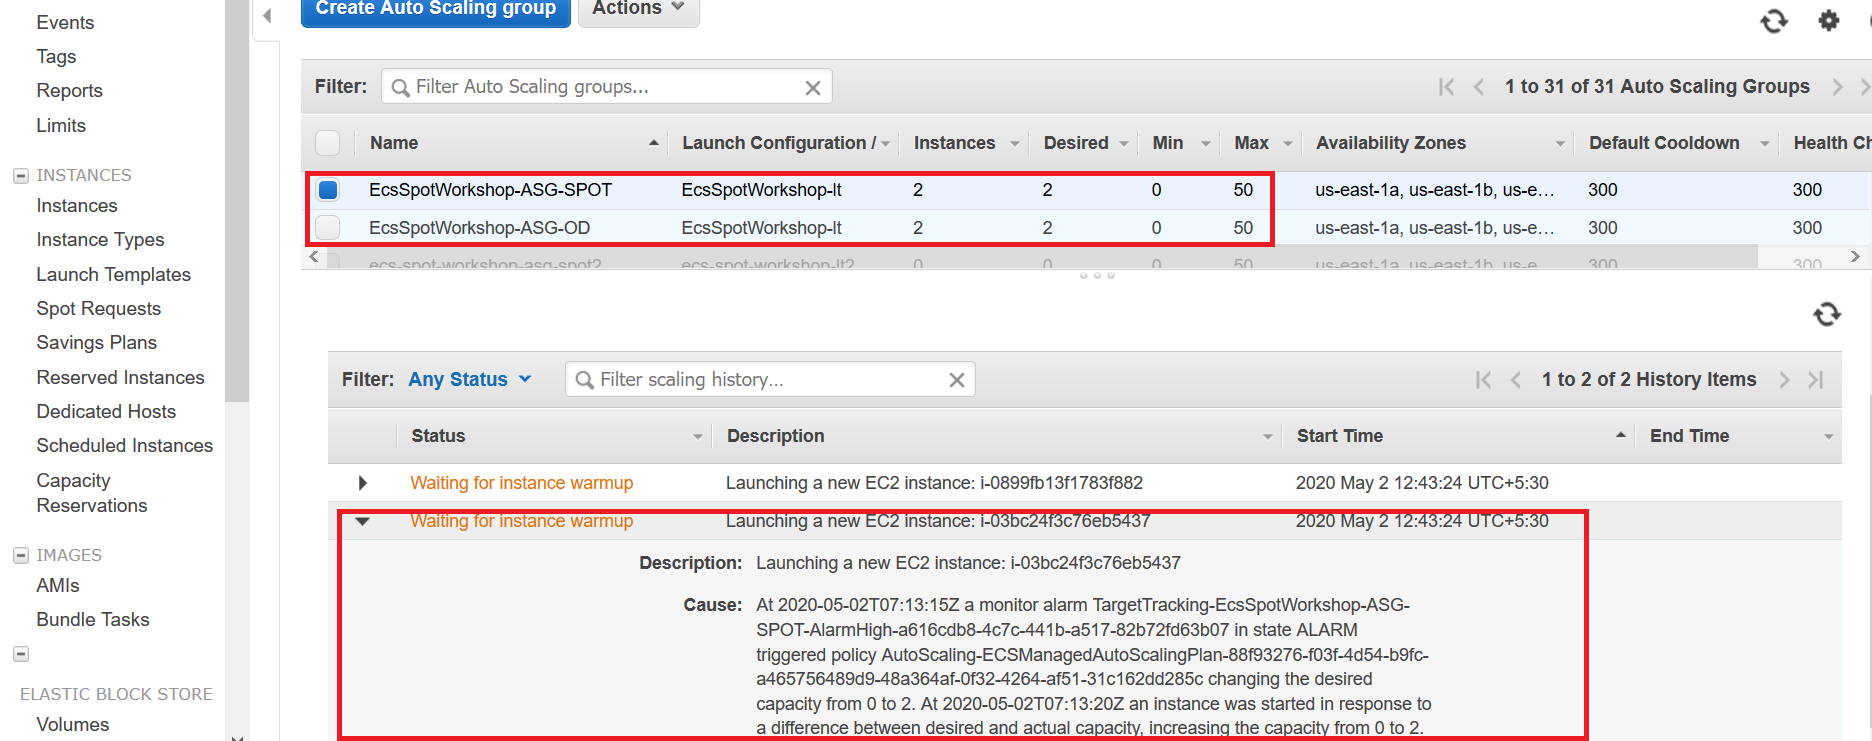 Events
Tags
Reports
Limits
INSTANCES
Instances
Instance Types
Launch Templates
Spot Requests
Savings Plans
Reserved Instances
Dedicated Hosts
Scheduled Instances
Capacity
Reservations
IMAGES
AMIs
Bundle Tasks
ELASTIC BLOCK STORE
Volumes
Create Auto Scaling group Actions
Filter: Filter Auto Scaling groups... 1 to 31 of 31 Auto Scaling Groups
Name Launch Configuration / Instances Desired Min Max Availability Zones Default Cooldown Health Ch
EcsSpotWorkshop-ASG-SPOT EcsSpotWorkshop-lt 2 2 0 50 us-east-1a, us-east-1b, us-e... 300 300
EcsSpotWorkshop-ASG-OD EcsSpotWorkshop-lt 2 2 0 50 us-east-1a, us-east-1b, us-e... 300 300
ecs-spot-workshop-asg-spot2 ecs-spot-workshop-lt2 0 0 0 50 us-east-1a, us-east-1b, us-e 300 300
Filter: Any Status Filter scaling history... 1 to 2 of 2 History Items
Status Description Start Time End Time
Waiting for instance warmup Launching a new EC2 instance: i-0899fb13f1783f882 2020 May 2 12:43:24 UTC+5:30
Waiting for instance warmup Launching a new EC2 instance: i-03bc24f3c76eb5437 2020 May 2 12:43:24 UTC+5:30
Description: Launching a new EC2 instance: i-03bc24f3c76eb5437
Cause: At 2020-05-02T07:13:15Z a monitor alarm TargetTracking-EcsSpotWorkshop-ASG-
SPOT-AlarmHigh-a616cdb8-4c7c-441b-a517-82b72fd63b07 in state ALARM
triggered policy AutoScaling-ECSManagedAutoScalingPlan-88f93276-f03f-4d54-b9fc-
a465756489d9-48a364af-0f32-4264-af51-31c162dd285c changing the desired
capacity from 0 to 2. At 2020-05-02T07:13:20Z an instance was started in response to
a difference between desired and actual capacity, increasing the capacity from 0 to 2.